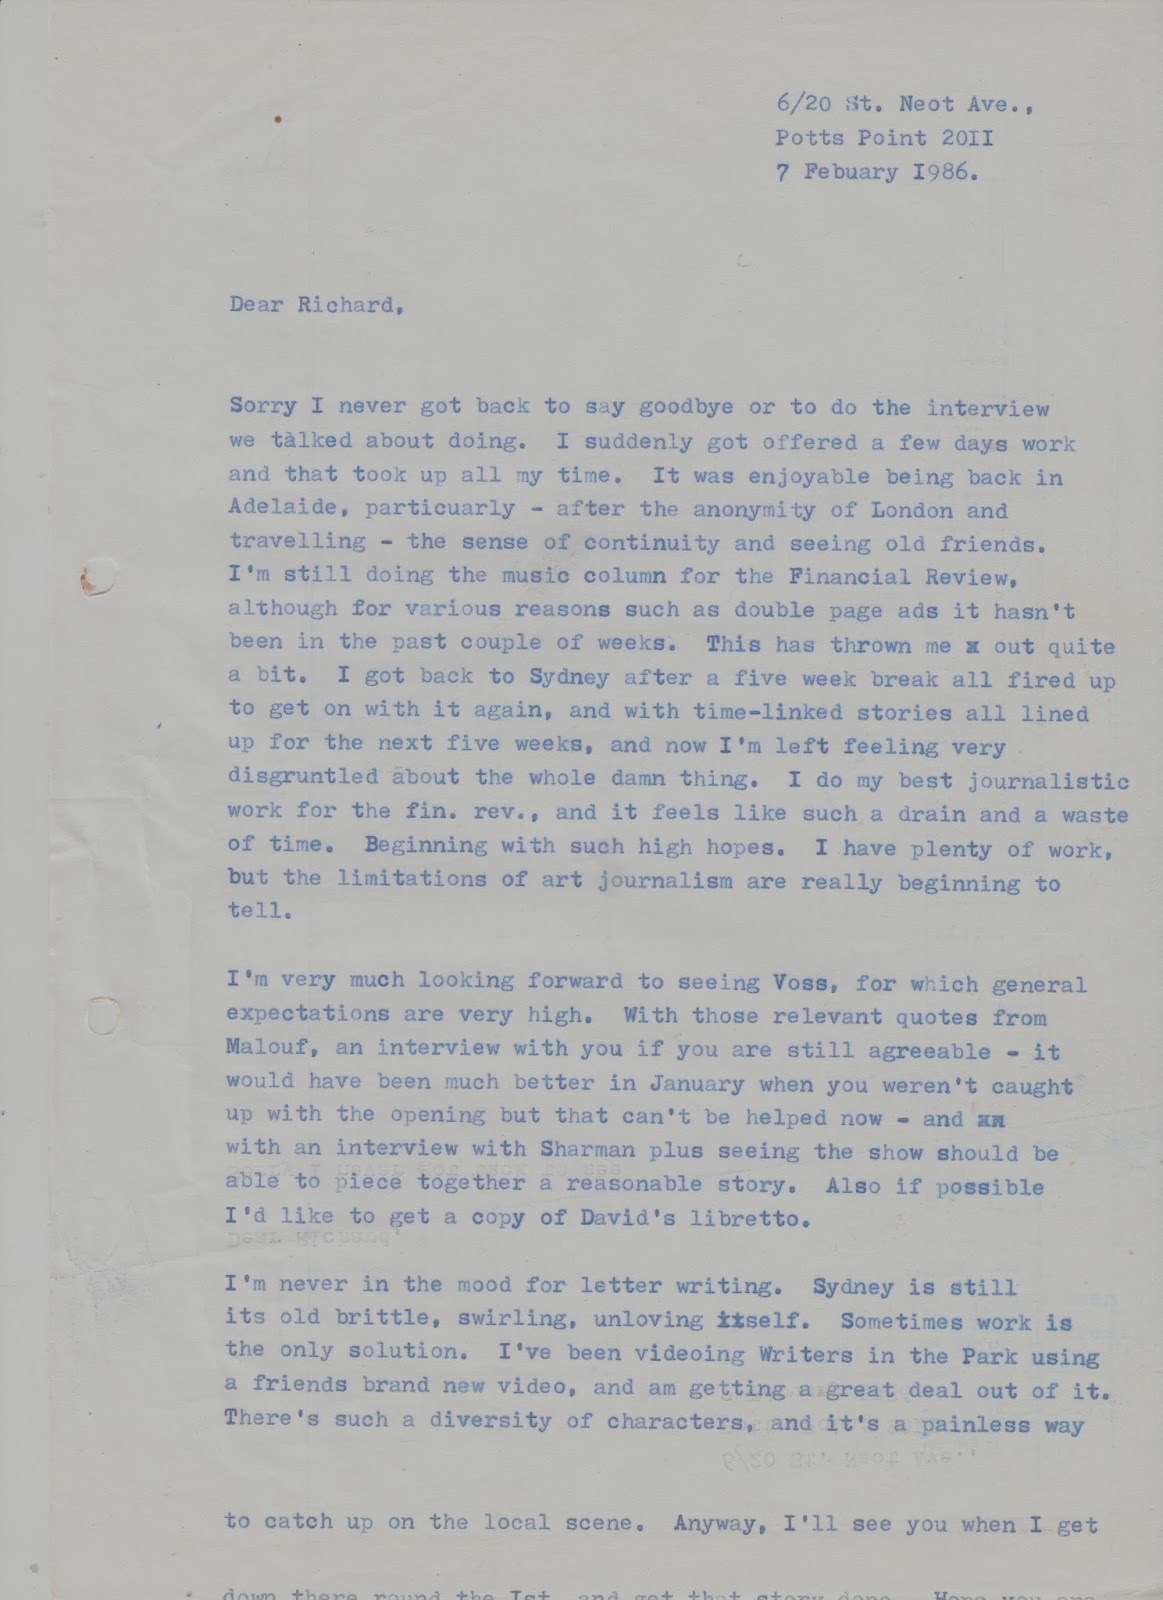 6/20 St. Neot Ave.,
Potts Point 20II
7 Febuary I986.
Dear Richard,
Sorry I never got back to say goodbye or to do the interview
we talked about doing.  I suddenly got offered a few days work
and that took up all my time.  It was enjoyable being back in
Adelaide, particuarly - after the anonymity of London and
travelling - the sense of continuity and seeing old friends.
I'm still doing the music column for the Financial Review,
although for various reasons such as double page ads it hasn't
been in the past couple of weeks.  This has thrown me x out quite
a bit.  I got back to Sydney after a five week break all fired up
to get on with it again, and with time-linked stories all lined
up for the next five weeks, and now I'm left feeling very
disgruntled about the whole damn thing.  I do my best journalistic
work for the fin. rev., and it feels like such a drain and a waste
of time.  Beginning with such high hopes.  I have plenty of work,
but the limitations of art journalism are really beginning to
tell.
I'm very much looking forward to seeing Voss, for which general
expectations are very high.  With those relevant quotes from
Malouf, an interview with you if you are still agreeable - it
would have been much better in January when you weren't caught
up with the opening but that can't be helped now - and xx
with an interview with Sharman plus seeing the show should be
able to piece together a reasonable story.  Also if possible
I'd like to get a copy of David's libretto.
I'm never in the mood for letter writing.  Sydney is still
its old brittle, swirling, unloving itself.  Sometimes work is
the only solution.  I've been videoing Writers in the Park using
a friends brand new video, and am getting a great deal out of it.
There's such a diversity of characters, and it's a painless way
to catch up on the local scene.  Anyway, I'll see you when I get
down there round the Ist, and get that story done.  Hope you are